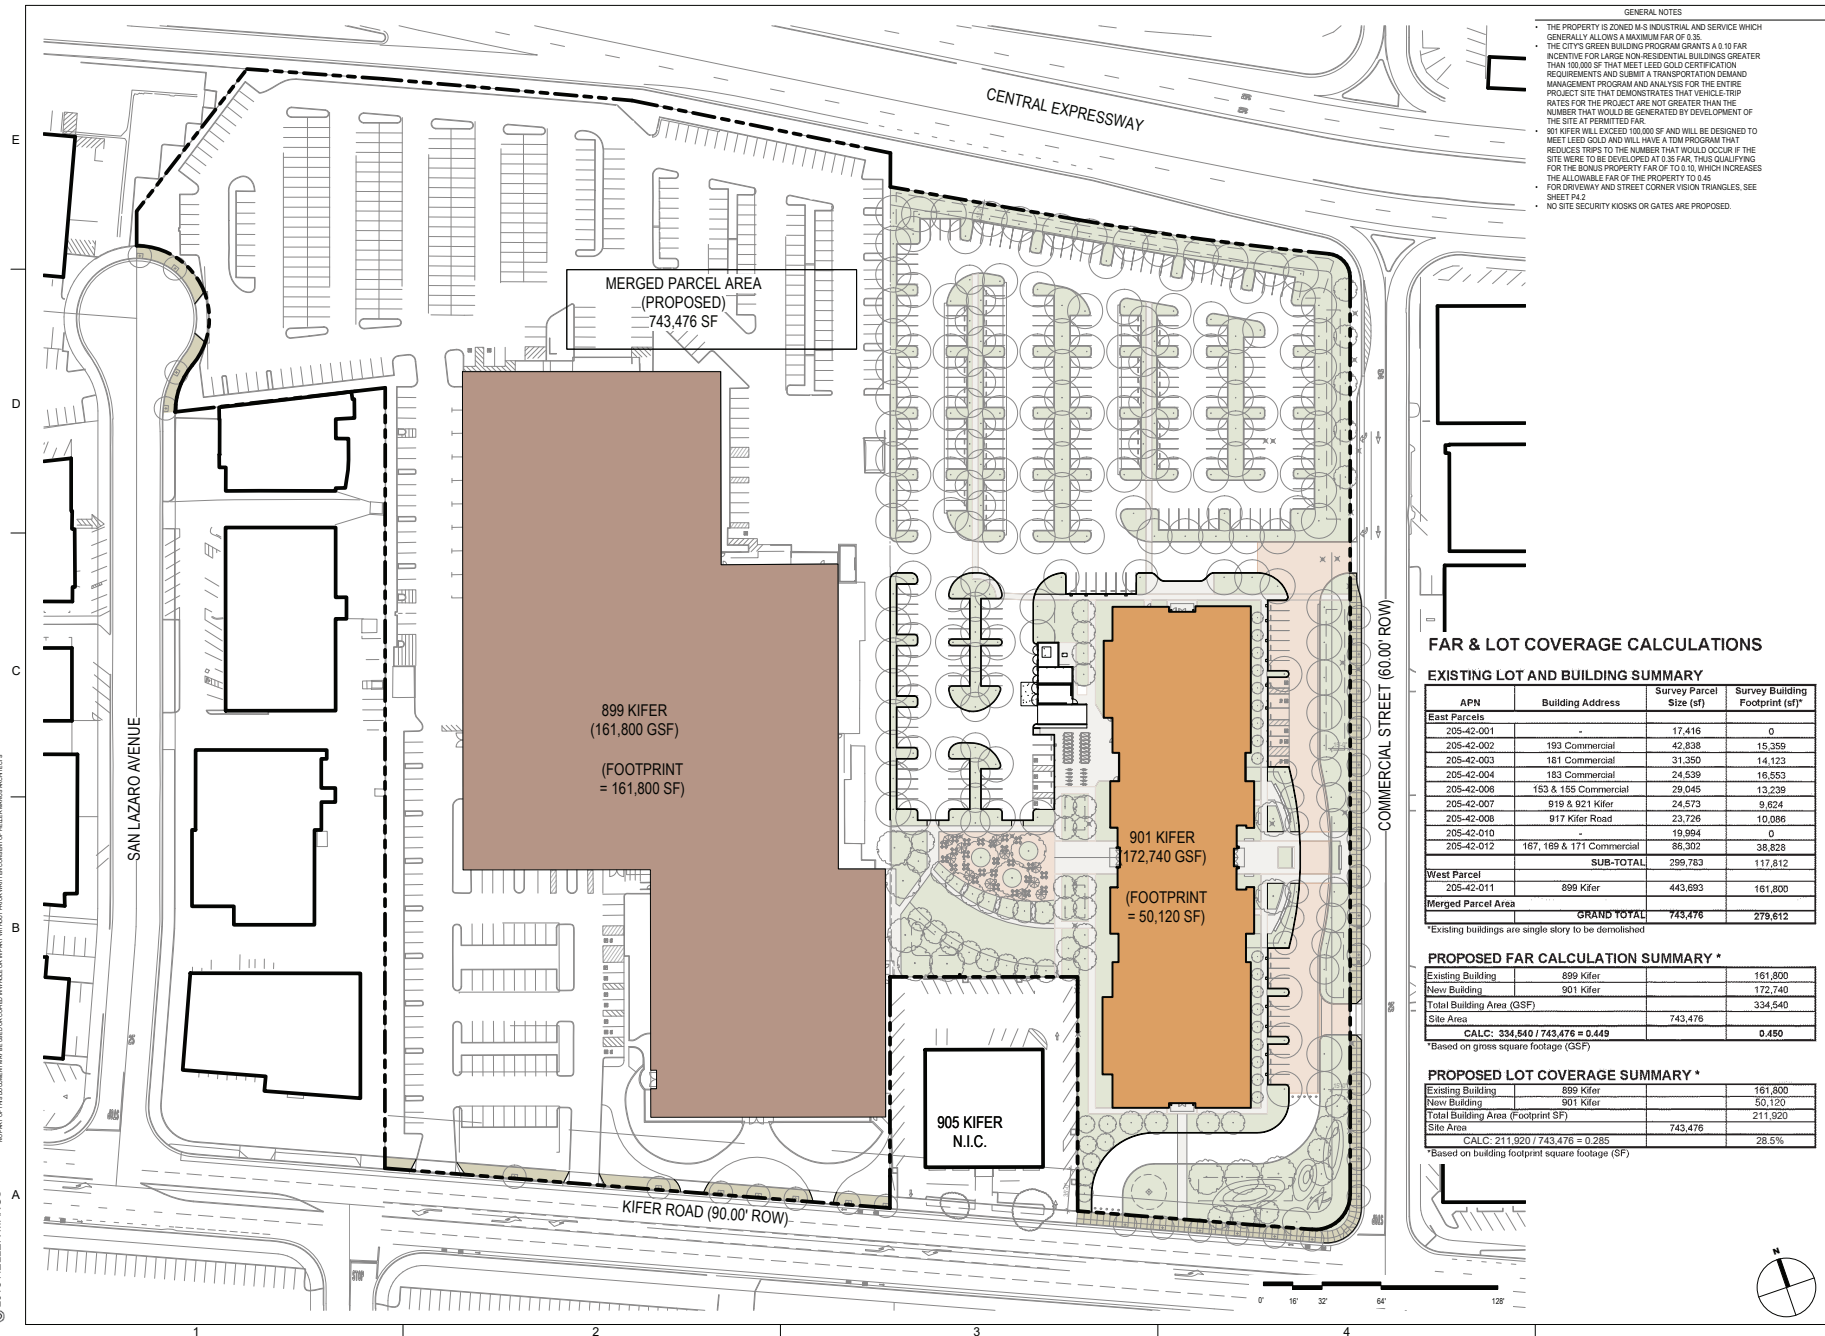 GENERAL NOTES
• THE PROPERTY IS ZONED M-S INDUSTRIAL AND SERVICE WHICH
GENERALLY ALLOWS A MAXIMUM FAR OF 0.35.
• THE CITY'S GREEN BUILDING PROGRAM GRANTS A 0.10 FAR
INCENTIVE FOR LARGE NON-RESIDENTIAL BUILDINGS GREATER
THAN 100,000 SF THAT MEET LEED GOLD CERTIFICATION
REQUIREMENTS AND SUBMIT A TRANSPORTATION DEMAND
MANAGEMENT PROGRAM AND ANALYSIS FOR THE ENTIRE
PROJECT SITE THAT DEMONSTRATES THAT VEHICLE-TRIP
RATES FOR THE PROJECT ARE NOT GREATER THAN THE
NUMBER THAT WOULD BE GENERATED BY DEVELOPMENT OF
THE SITE AT PERMITTED FAR.
• 901 KIFER WILL EXCEED 100,000 SF AND WILL BE DESIGNED TO
MEET LEED GOLD AND WILL HAVE A TDM PROGRAM THAT
REDUCES TRIPS TO THE NUMBER THAT WOULD OCCUR IF THE
SITE WERE TO BE DEVELOPED AT 0.35 FAR, THUS QUALIFYING
FOR THE BONUS PROPERTY FAR OF TO 0.10, WHICH INCREASES
THE ALLOWABLE FAR OF THE PROPERTY TO 0.45
• FOR DRIVEWAY AND STREET CORNER VISION TRIANGLES, SEE
SHEET P4.2
• NO SITE SECURITY KIOSKS OR GATES ARE PROPOSED.
CENTRAL EXPRESSWAY
MERGED PARCEL AREA
(PROPOSED)
743,476 SF
899 KIFER
(161,800 GSF)
(FOOTPRINT
= 161,800 SF)
901 KIFER
(172,740 GSF)
(FOOTPRINT
= 50,120 SF)
905 KIFER
N.I.C.
SAN LAZARO AVENUE
COMMERCIAL STREET (60.00' ROW)
KIFER ROAD (90.00' ROW)
STOP
FAR & LOT COVERAGE CALCULATIONS
EXISTING LOT AND BUILDING SUMMARY
APN Building Address Survey Parcel Size (sf) Survey Building Footprint (sf)*
East Parcels
205-42-001 - 17,416 0
205-42-002 193 Commercial 42,838 15,359
205-42-003 181 Commercial 31,350 14,123
205-42-004 183 Commercial 24,539 16,553
205-42-006 153 & 155 Commercial 29,045 13,239
205-42-007 919 & 921 Kifer 24,573 9,624
205-42-008 917 Kifer Road 23,726 10,086
205-42-010 - 19,994 0
205-42-012 167, 169 & 171 Commercial 86,302 38,828
SUB-TOTAL 299,783 117,812
West Parcel
205-42-011 899 Kifer 443,693 161,800
Merged Parcel Area
GRAND TOTAL 743,476 279,612
*Existing buildings are single story to be demolished
PROPOSED FAR CALCULATION SUMMARY *
Existing Building 899 Kifer 161,800
New Building 901 Kifer 172,740
Total Building Area (GSF) 334,540
Site Area 743,476
CALC: 334,540 / 743,476 = 0.449 0.450
*Based on gross square footage (GSF)
PROPOSED LOT COVERAGE SUMMARY *
Existing Building 899 Kifer 161,800
New Building 901 Kifer 50,120
Total Building Area (Footprint SF) 211,920
Site Area 743,476
CALC: 211,920 / 743,476 = 0.285 28.5%
*Based on building footprint square footage (SF)
0' 16' 32' 64' 128'
N
E
D
C
B
A
1 2 3 4